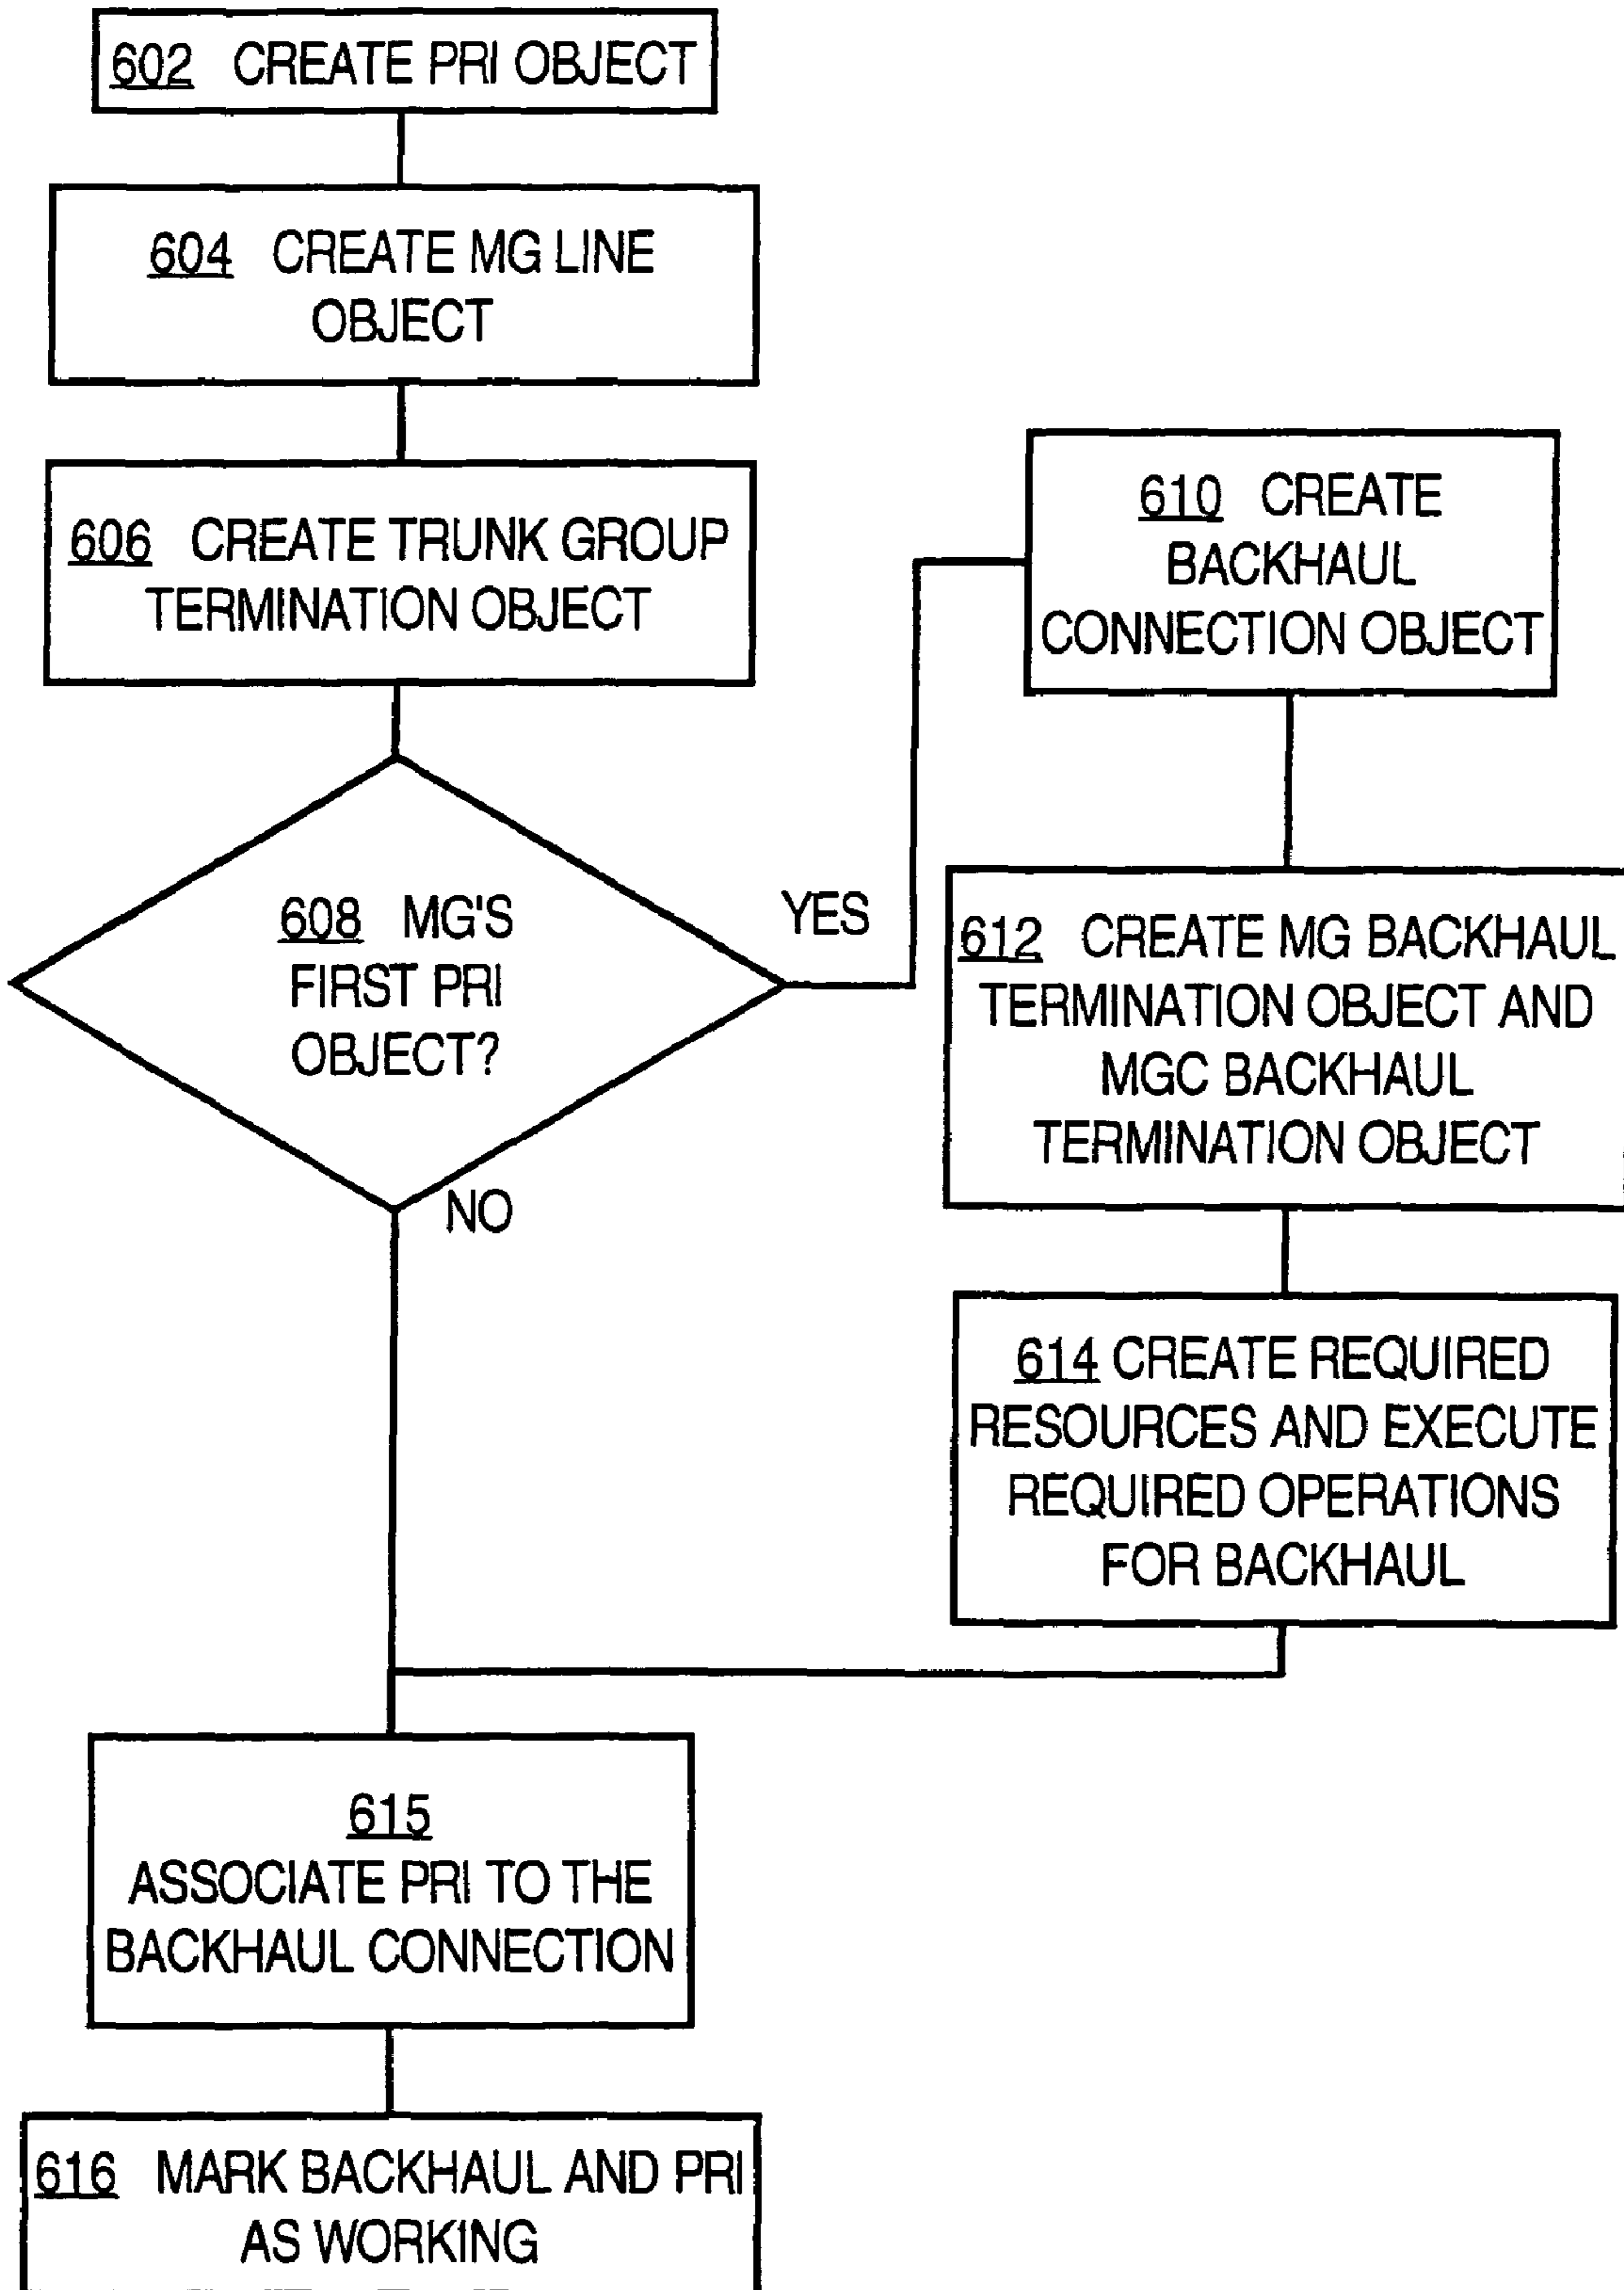 602 CREATE PRI OBJECT
604 CREATE MG LINE
OBJECT
606 CREATE TRUNK GROUP
TERMINATION OBJECT
608 MG'S
FIRST PRI
OBJECT?
YES
NO
610 CREATE
BACKHAUL
CONNECTION OBJECT
612 CREATE MG BACKHAUL
TERMINATION OBJECT AND
MGC BACKHAUL
TERMINATION OBJECT
614 CREATE REQUIRED
RESOURCES AND EXECUTE
REQUIRED OPERATIONS
FOR BACKHAUL
615
ASSOCIATE PRI TO THE
BACKHAUL CONNECTION
616 MARK BACKHAUL AND PRI
AS WORKING